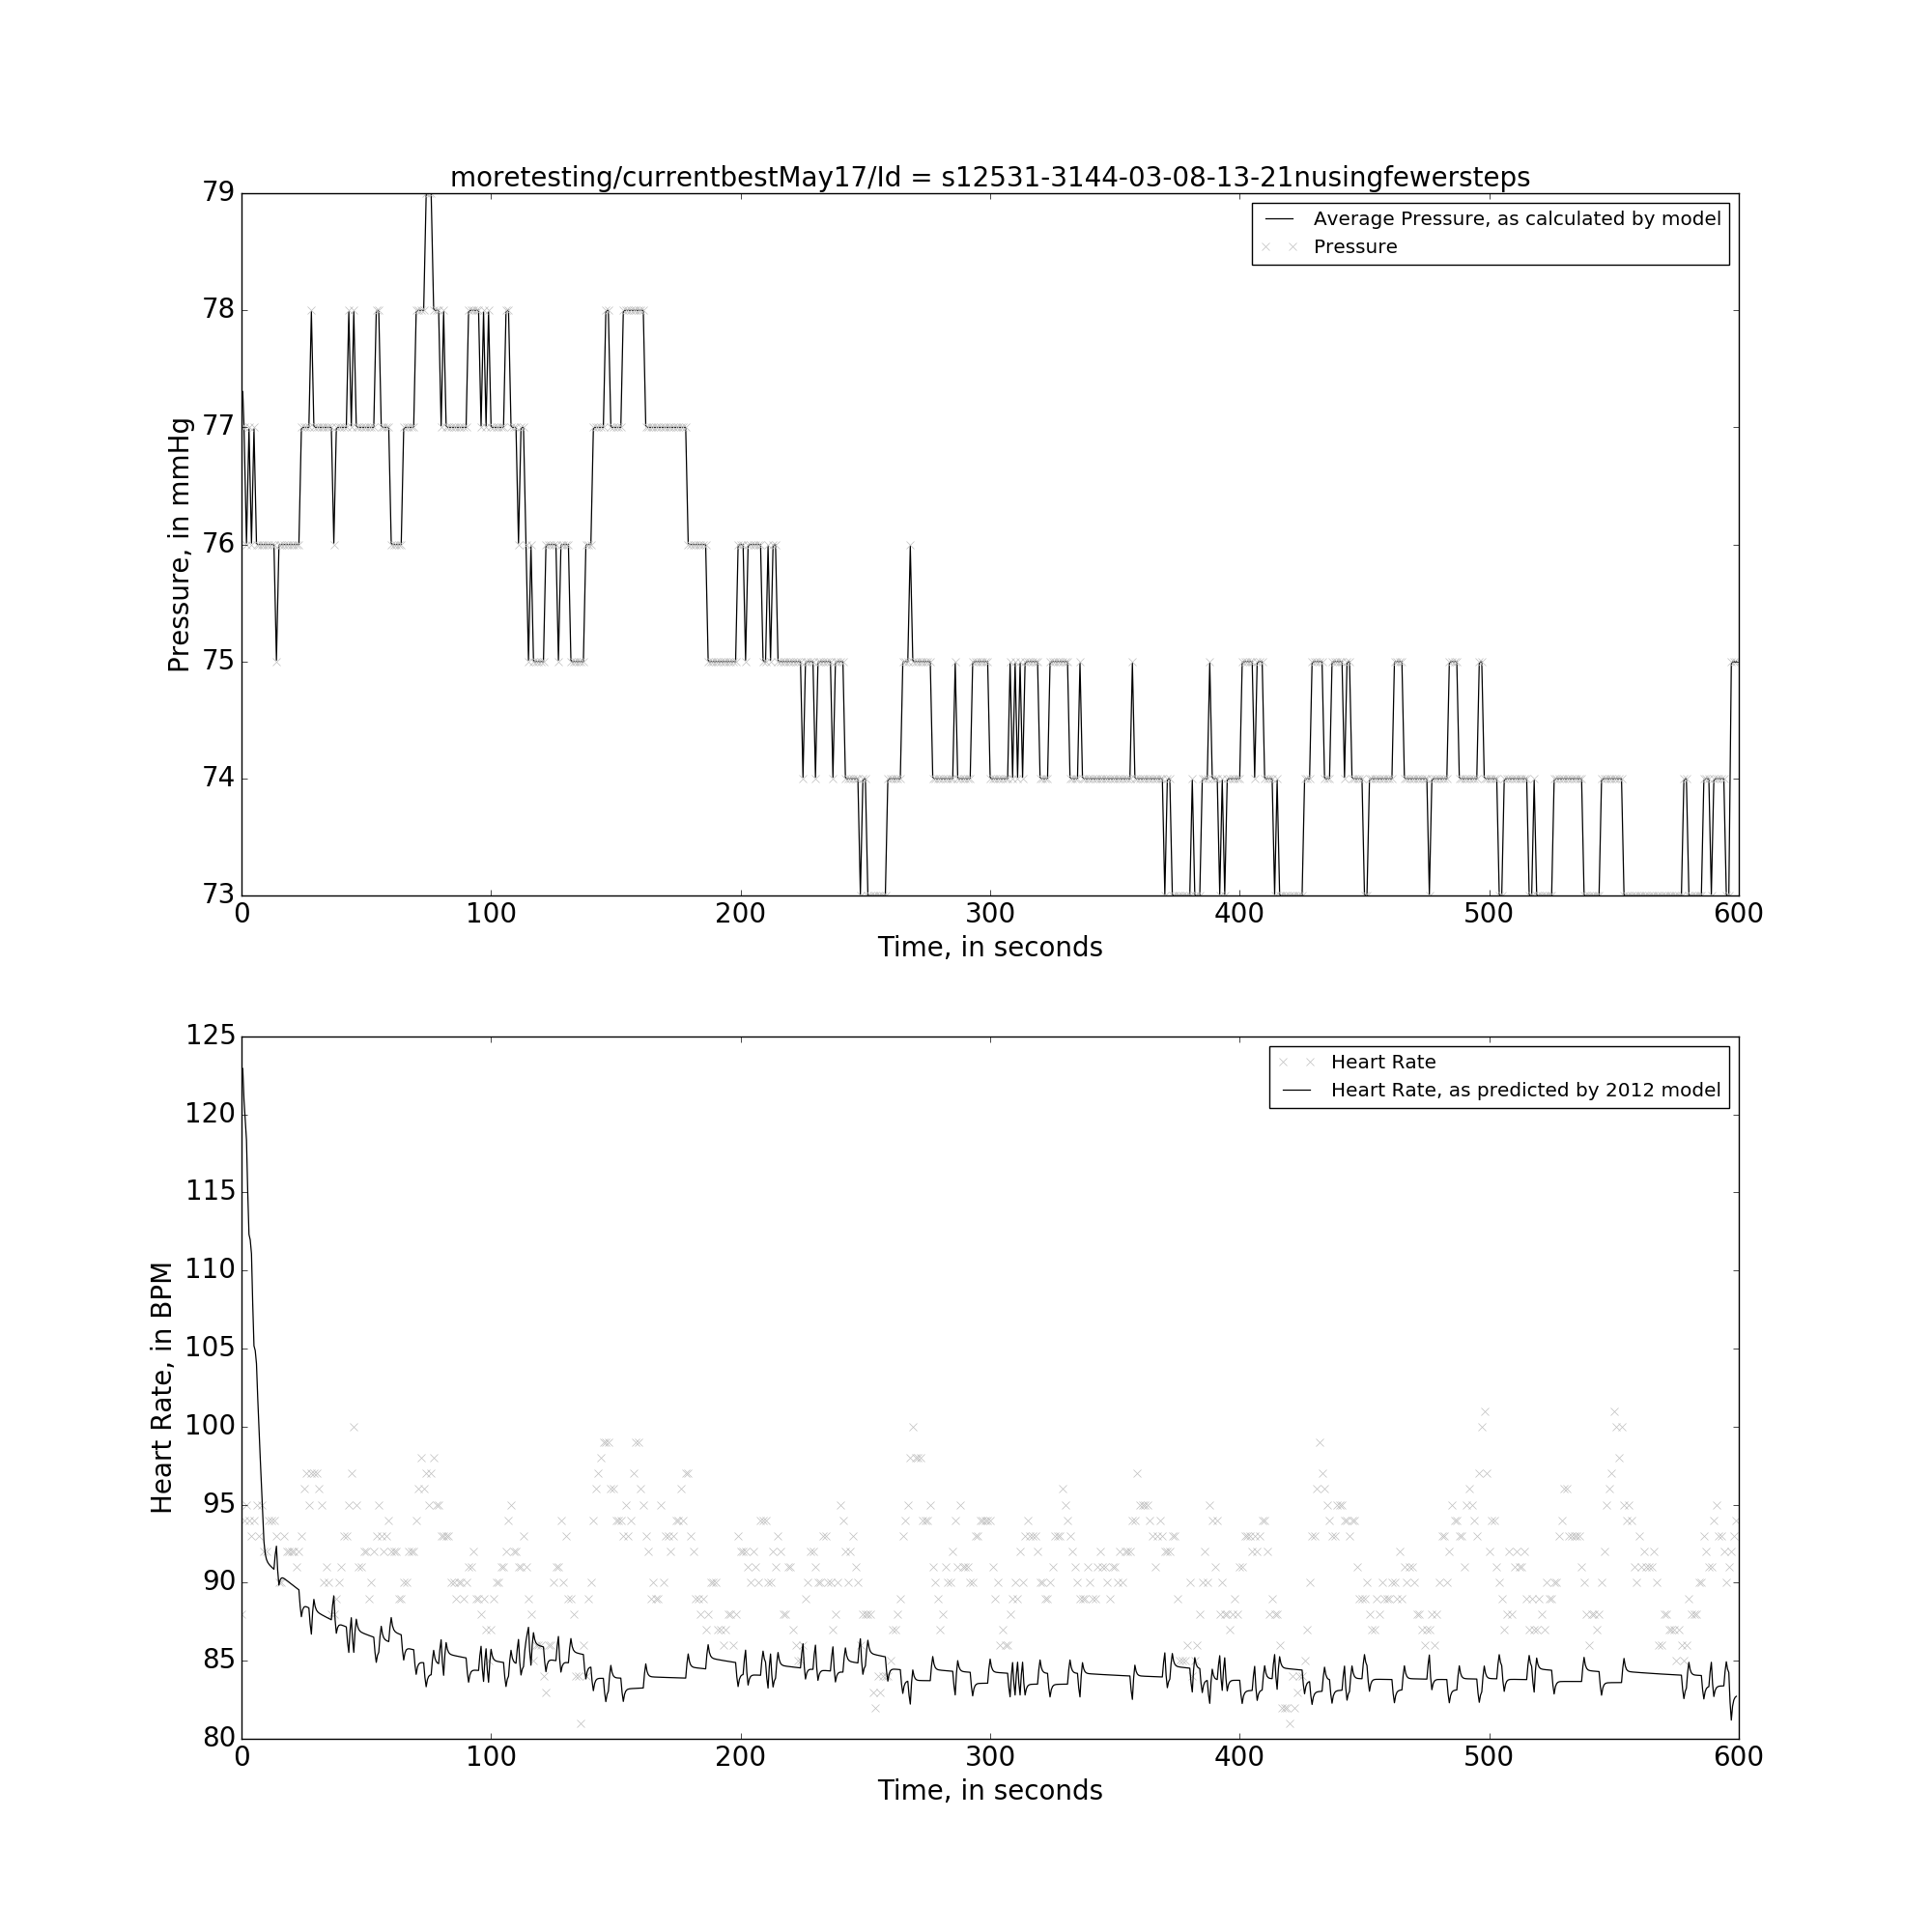 moretesting/currentbestMay17/Id = s12531-3144-03-08-13-21nusingfewersteps
Average Pressure, as calculated by model
Pressure
79
78
77
76
75
74
73
Pressure, in mmHg
0 100 200 300 400 500 600
Time, in seconds
Heart Rate
Heart Rate, as predicted by 2012 model
125
120
115
110
105
100
95
90
85
80
Heart Rate, in BPM
0 100 200 300 400 500 600
Time, in seconds